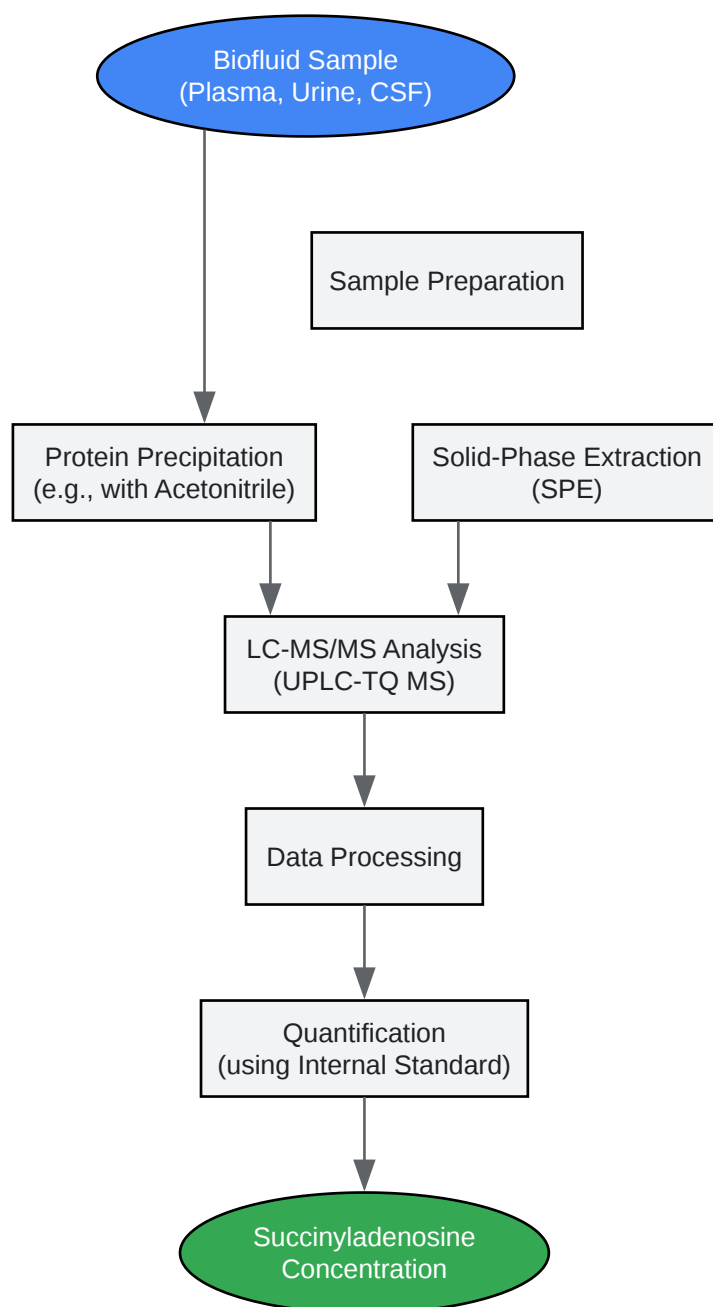 Biofluid Sample
(Plasma, Urine, CSF)
Sample Preparation
Protein Precipitation
(e.g., with Acetonitrile)
Solid-Phase Extraction
(SPE)
LC-MS/MS Analysis
(UPLC-TQ MS)
Data Processing
Quantification
(using Internal Standard)
Succinyladenosine
Concentration